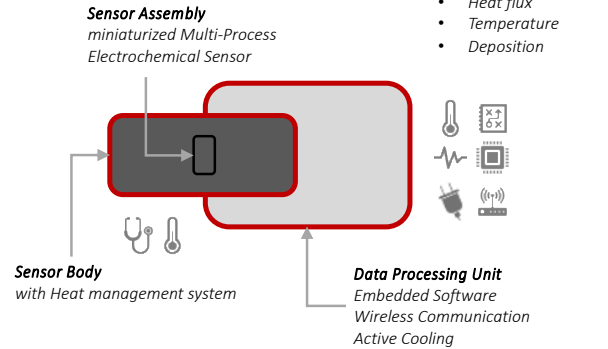 • Heat flux
Sensor Assembly
miniaturized Multi-Process
Electrochemical Sensor
• Temperature
• Deposition
Sensor Body
with Heat management system
Data Processing Unit
Embedded Software
Wireless Communication
Active Cooling